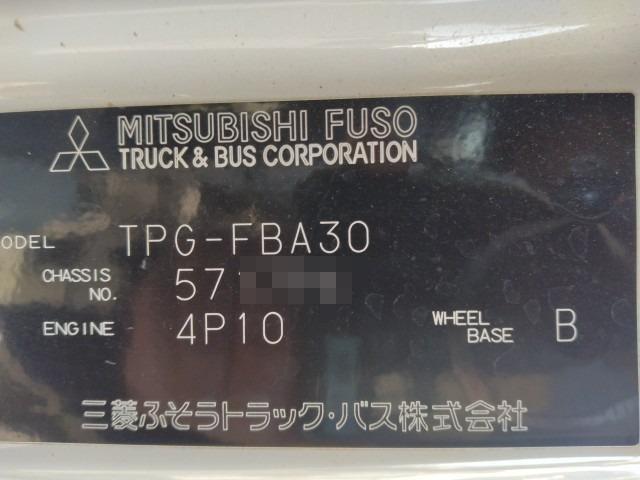 MITSUBISHI FUSO
TRUCK & BUS CORPORATION
ODEL TPG-FBA30
CHASSIS NO. 57
ENGINE 4P10 WHEEL BASE B
三菱ふそうトラック・バス株式会社